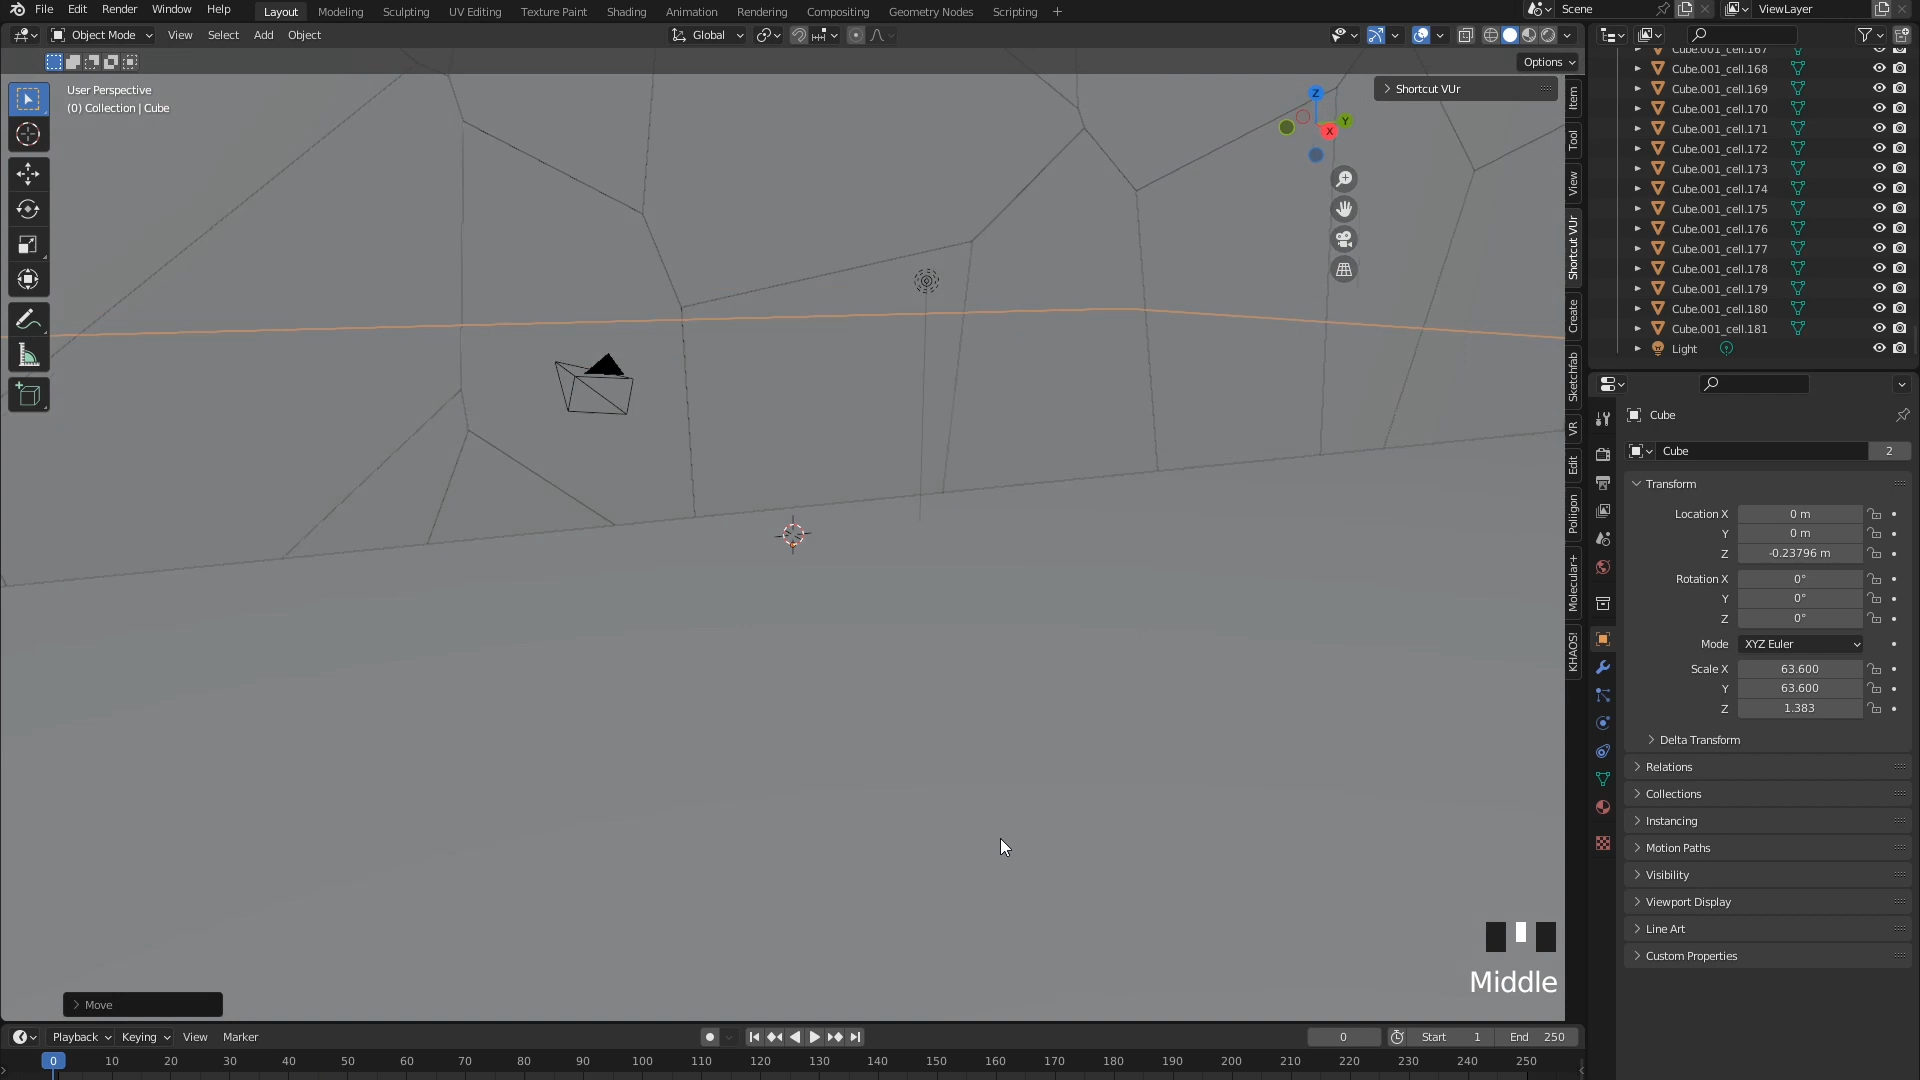 File Edit Render Window Help Layout Modeling Sculpting UV Editing Texture Paint Shading Animation Rendering Compositing Geometry Nodes Scripting + Scene ViewLayer
Object Mode View Select Add Object Global
Options
User Perspective
(0) Collection | Cube
Shortcut VUr
Z
Y
X
Item
Tool
View
Shortcut VUr
Create
Sketchfab
VR
Edit
Poliigon
Molecular+
KHAOS!
Cube.001_cell.167
Cube.001_cell.168
Cube.001_cell.169
Cube.001_cell.170
Cube.001_cell.171
Cube.001_cell.172
Cube.001_cell.173
Cube.001_cell.174
Cube.001_cell.175
Cube.001_cell.176
Cube.001_cell.177
Cube.001_cell.178
Cube.001_cell.179
Cube.001_cell.180
Cube.001_cell.181
Light
Cube
Cube 2
Transform
Location X 0 m
Y 0 m
Z -0.23796 m
Rotation X 0°
Y 0°
Z 0°
Mode XYZ Euler
Scale X 63.600
Y 63.600
Z 1.383
Delta Transform
Relations
Collections
Instancing
Motion Paths
Visibility
Viewport Display
Line Art
Custom Properties
Middle
Move
Playback Keying View Marker 0 Start 1 End 250
0 10 20 30 40 50 60 70 80 90 100 110 120 130 140 150 160 170 180 190 200 210 220 230 240 250